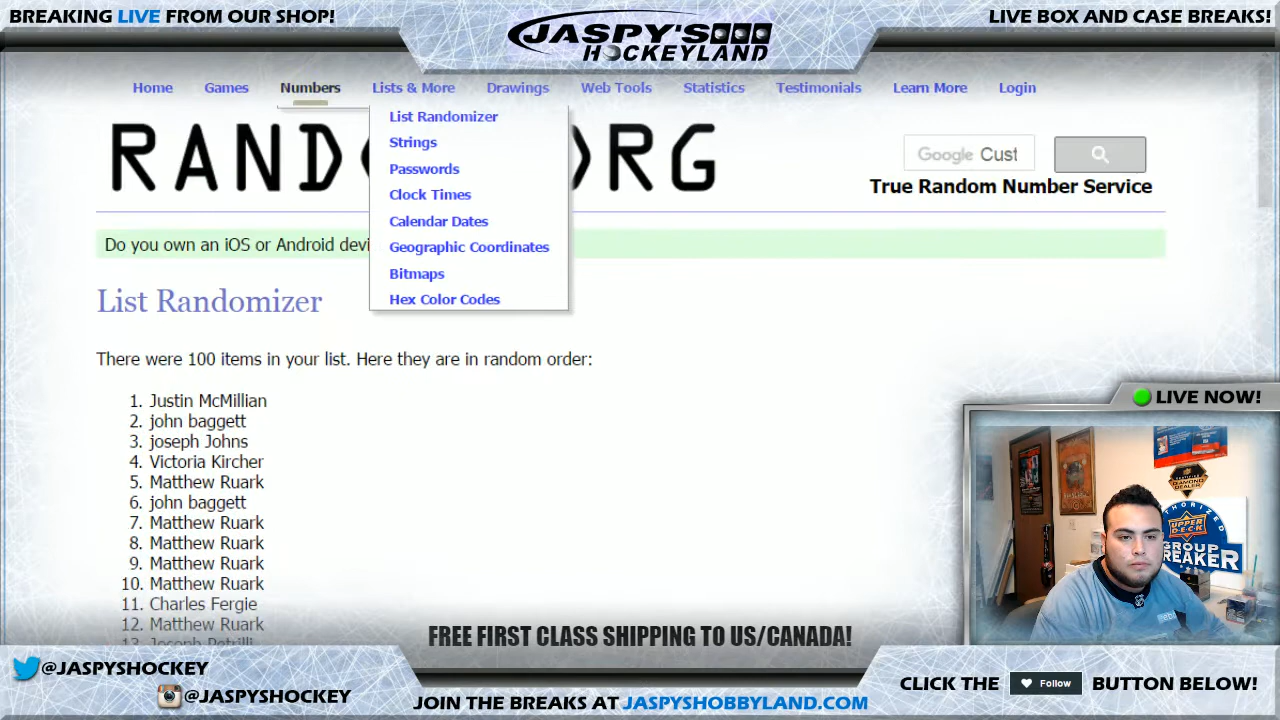 BREAKING LIVE FROM OUR SHOP!
JASPY'S
HOCKEYLAND
LIVE BOX AND CASE BREAKS!
Home Games Numbers Lists & More Drawings Web Tools Statistics Testimonials Learn More Login
List Randomizer
Strings
Passwords
Clock Times
Calendar Dates
Geographic Coordinates
Bitmaps
Hex Color Codes
Google Cust
True Random Number Service
Do you own an iOS or Android devi
List Randomizer
There were 100 items in your list. Here they are in random order:
1. Justin McMillian
2. john baggett
3. joseph Johns
4. Victoria Kircher
5. Matthew Ruark
6. john baggett
7. Matthew Ruark
8. Matthew Ruark
9. Matthew Ruark
10. Matthew Ruark
11. Charles Fergie
12. Matthew Ruark
13. Joseph Petrilli
LIVE NOW!
DIAMOND
DEALER
UPPER
DECK
GROUP
BREAKER
FREE FIRST CLASS SHIPPING TO US/CANADA!
@JASPYSHOCKEY
@JASPYSHOCKEY
JOIN THE BREAKS AT JASPYSHOBBYLAND.COM
CLICK THE Follow BUTTON BELOW!